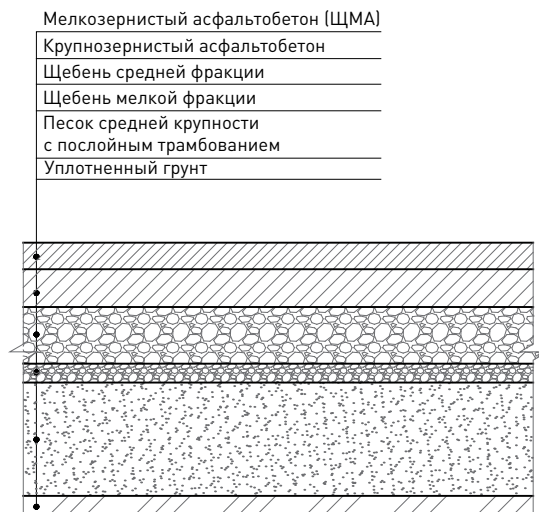 Мелкозернистый асфальтобетон (ЩМА)
Крупнозернистый асфальтобетон
Щебень средней фракции
Щебень мелкой фракции
Песок средней крупности
с послойным трамбованием
Уплотненный грунт